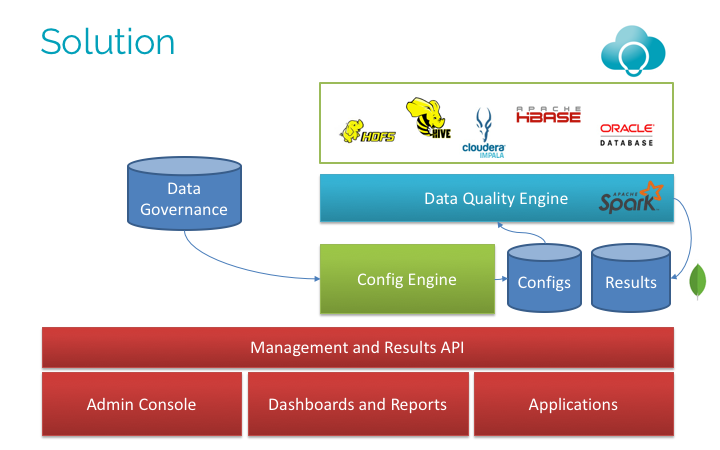 Solution
HDFS
HIVE
cloudera
IMPALA
APACHE
HBASE
ORACLE
DATABASE
Data
Governance
Data Quality Engine
APACHE
Spark
Config Engine
Configs
Results
Management and Results API
Admin Console
Dashboards and Reports
Applications